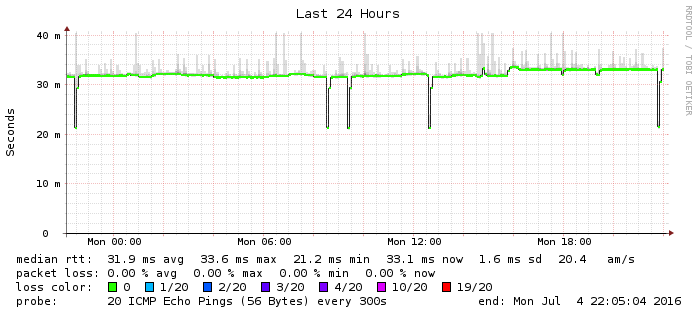 Last 24 Hours
RRDTOOL / TOBI OETIKER
Seconds
40 m
30 m
20 m
10 m
0
Mon 00:00 Mon 06:00 Mon 12:00 Mon 18:00
median rtt: 31.9 ms avg 33.6 ms max 21.2 ms min 33.1 ms now 1.6 ms sd 20.4 am/s
packet loss: 0.00 % avg 0.00 % max 0.00 % min 0.00 % now
loss color: 0 1/20 2/20 3/20 4/20 10/20 19/20
probe: 20 ICMP Echo Pings (56 Bytes) every 300s end: Mon Jul 4 22:05:04 2016